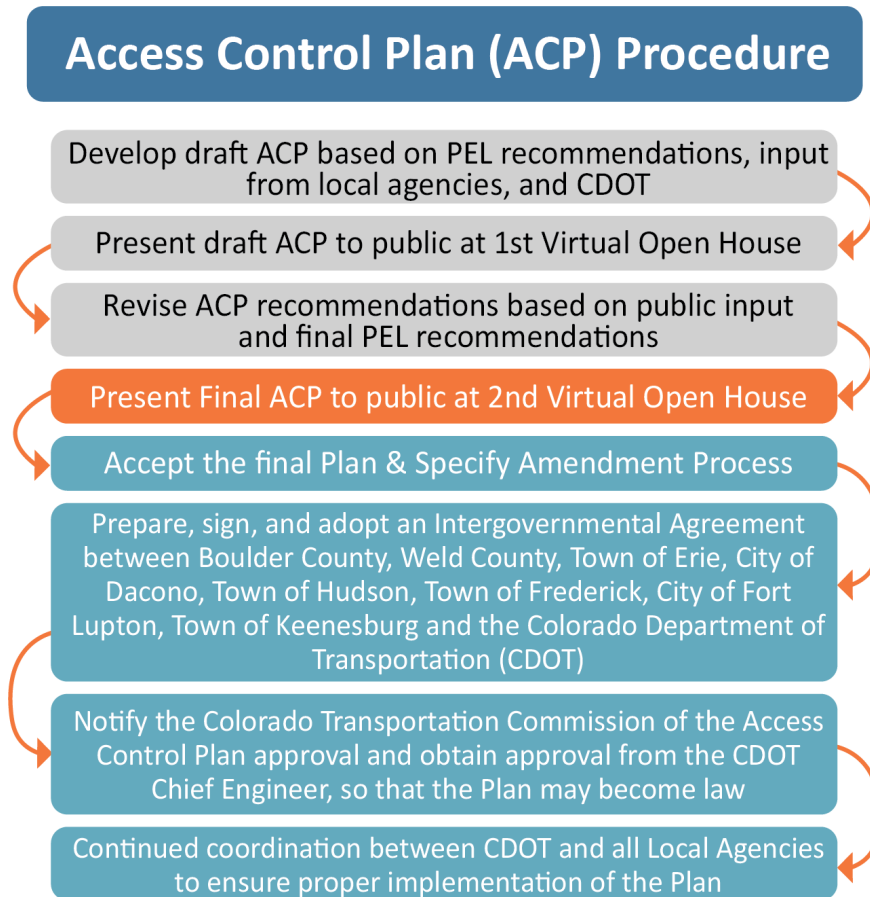 Access Control Plan (ACP) Procedure
Develop draft ACP based on PEL recommendations, input
from local agencies, and CDOT
Present draft ACP to public at 1st Virtual Open House
Revise ACP recommendations based on public input
and final PEL recommendations
Present Final ACP to public at 2nd Virtual Open House
Accept the final Plan & Specify Amendment Process
Prepare, sign, and adopt an Intergovernmental Agreement
between Boulder County, Weld County, Town of Erie, City of
Dacono, Town of Hudson, Town of Frederick, City of Fort
Lupton, Town of Keenesburg and the Colorado Department of
Transportation (CDOT)
Notify the Colorado Transportation Commission of the Access
Control Plan approval and obtain approval from the CDOT
Chief Engineer, so that the Plan may become law
Continued coordination between CDOT and all Local Agencies
to ensure proper implementation of the Plan